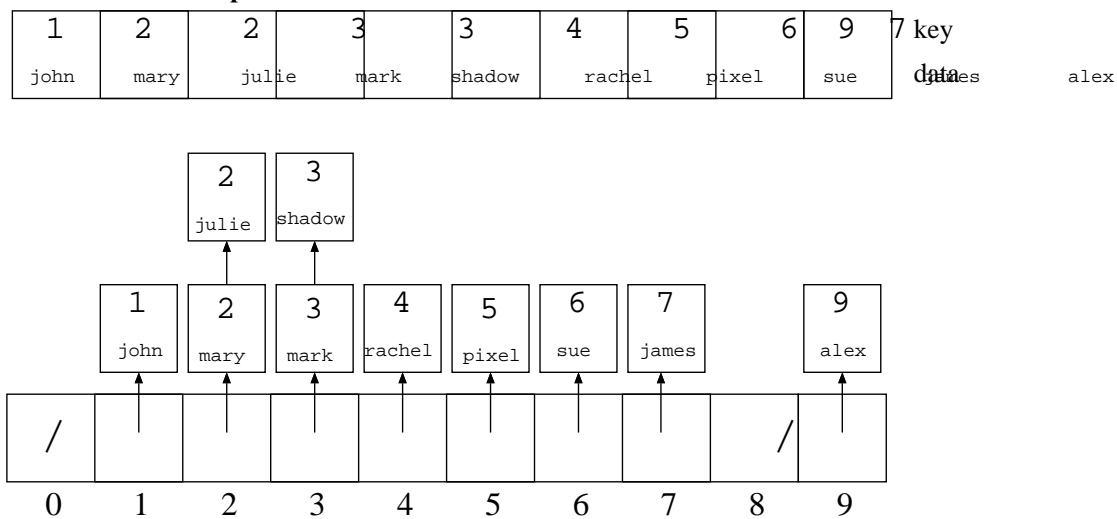 1 2 2 3 3 4 5 6 9 7 key
john mary julie mark shadow rachel pixel sue data james alex
2 3
julie shadow
1 2 3 4 5 6 7 9
john mary mark rachel pixel sue james alex
/ /
0 1 2 3 4 5 6 7 8 9